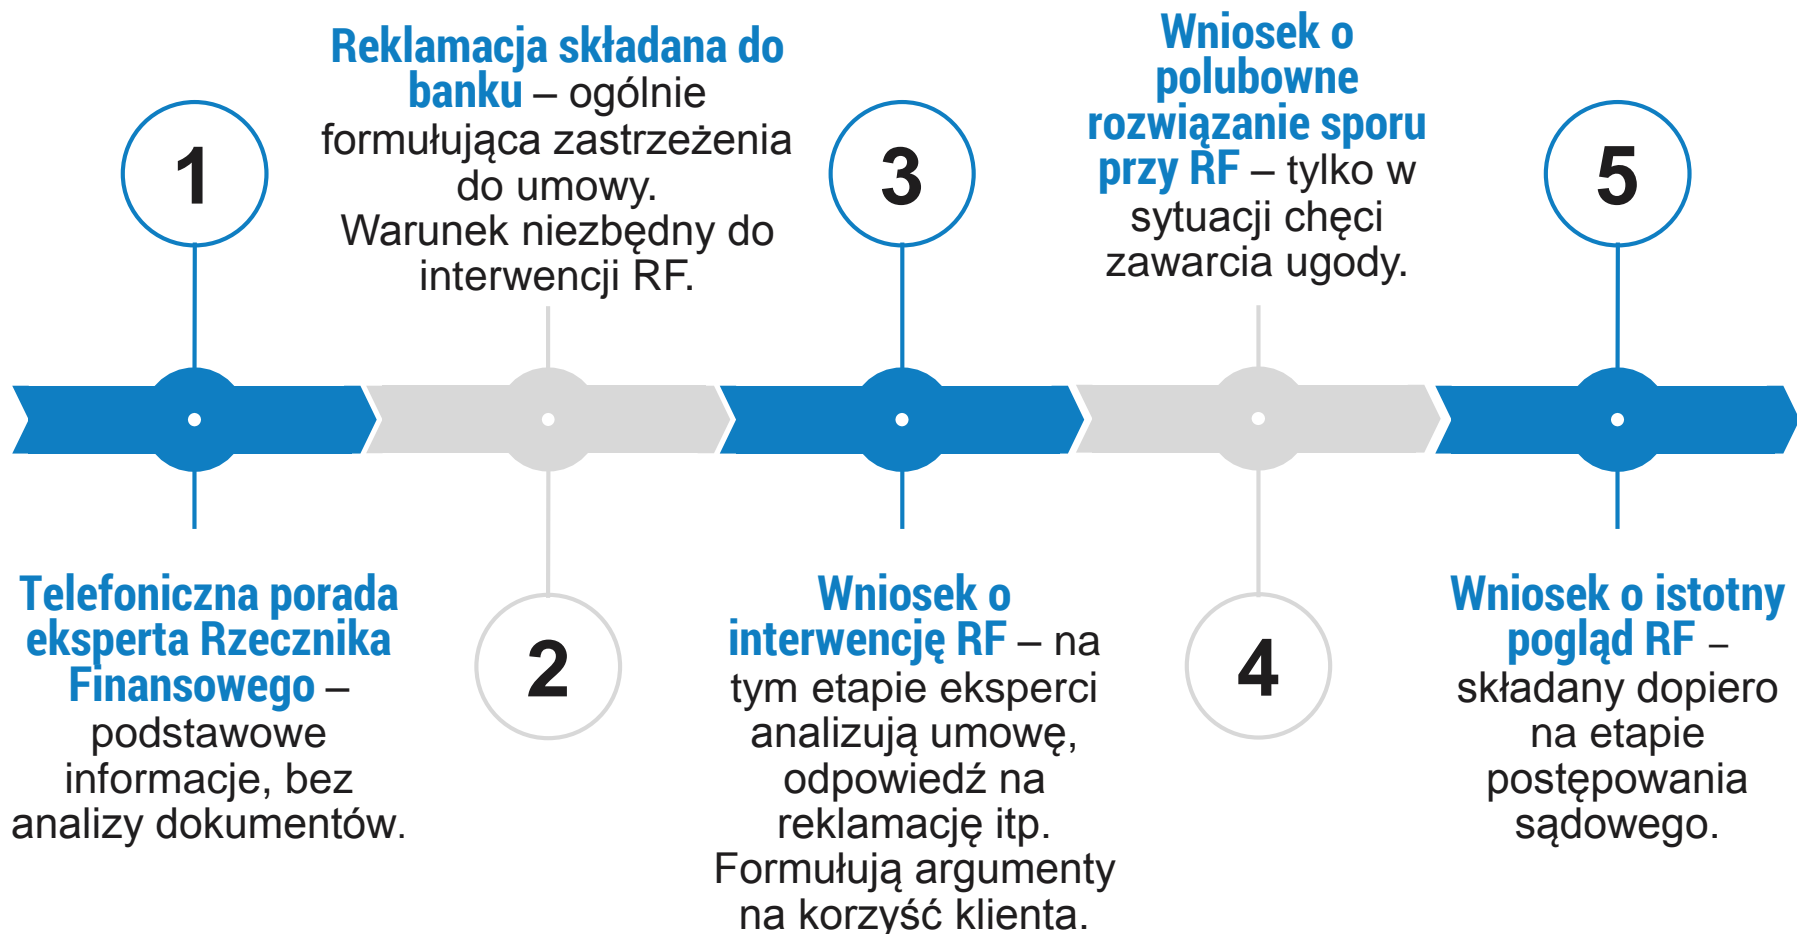 1
Telefoniczna porada
eksperta Rzecznika
Finansowego –
podstawowe
informacje, bez
analizy dokumentów.
Reklamacja składana do
banku – ogólnie
formułująca zastrzeżenia
do umowy.
Warunek niezbędny do
interwencji RF.
2
3
Wniosek o
interwencję RF – na
tym etapie eksperci
analizują umowę,
odpowiedź na
reklamację itp.
Formułują argumenty
na korzyść klienta.
Wniosek o
polubowne
rozwiązanie sporu
przy RF – tylko w
sytuacji chęci
zawarcia ugody.
4
5
Wniosek o istotny
pogląd RF –
składany dopiero
na etapie
postępowania
sądowego.